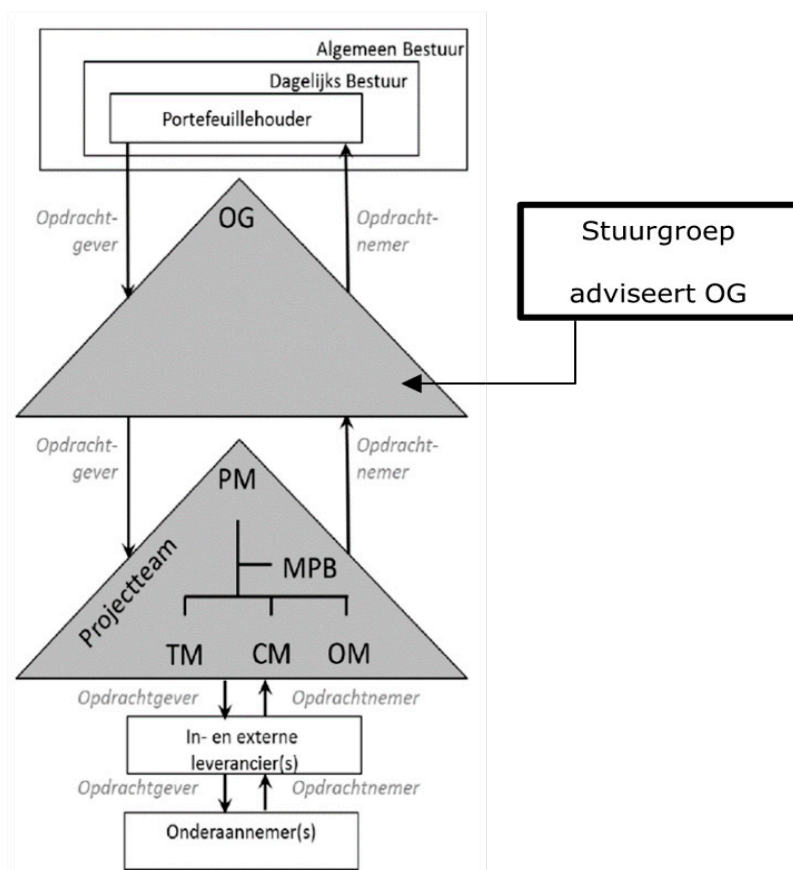 Algemeen Bestuur
Dagelijks Bestuur
Portefeuillehouder
Opdracht-
gever
OG
Opdracht-
nemer
Stuurgroep
adviseert OG
Opdracht-
gever
Opdracht-
nemer
PM
MPB
Projectteam
TM CM OM
Opdrachtgever Opdrachtnemer
In- en externe
leverancier(s)
Opdrachtgever Opdrachtnemer
Onderaannemer(s)